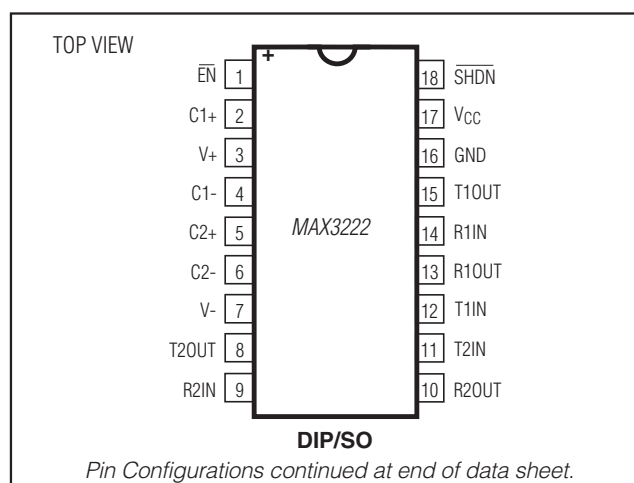 TOP VIEW
+
EN 1
C1+ 2
V+ 3
C1- 4
C2+ 5
C2- 6
V- 7
T2OUT 8
R2IN 9
MAX3222
18 SHDN
17 VCC
16 GND
15 T1OUT
14 R1IN
13 R1OUT
12 T1IN
11 T2IN
10 R2OUT
DIP/SO
Pin Configurations continued at end of data sheet.